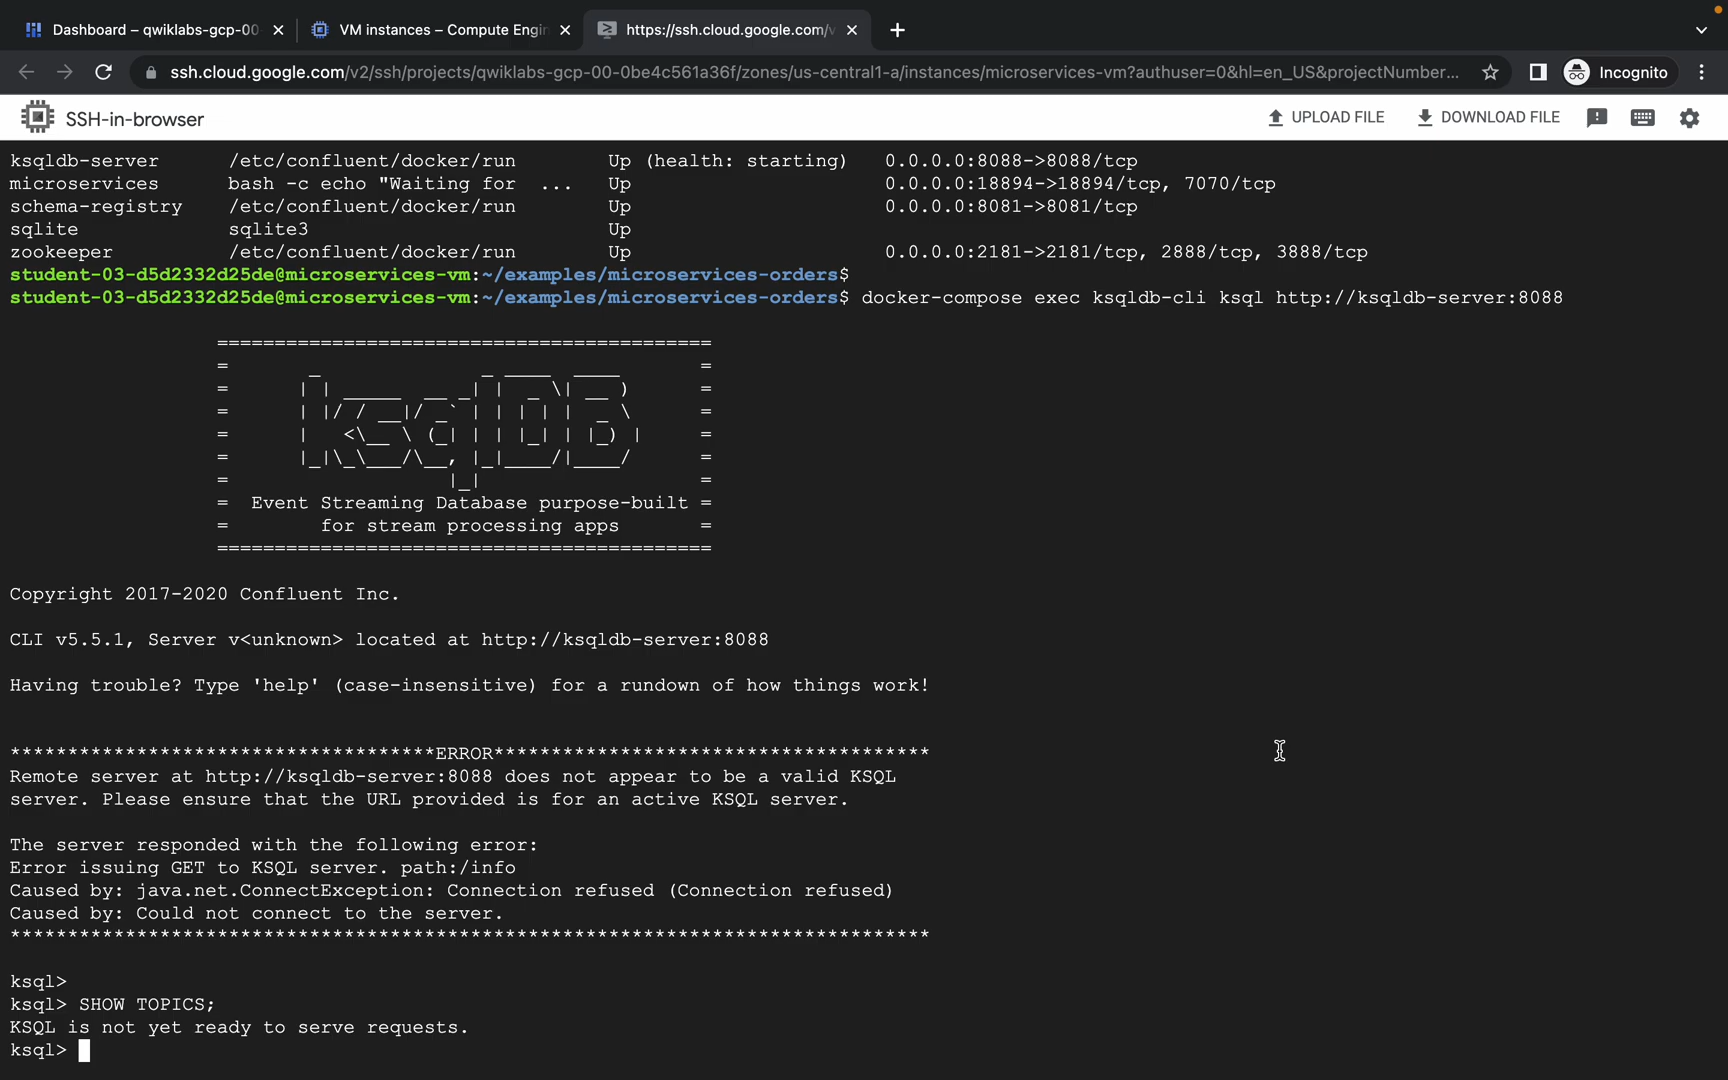 Dashboard – qwiklabs-gcp-00
VM instances – Compute Engin
https://ssh.cloud.google.com/v
ssh.cloud.google.com/v2/ssh/projects/qwiklabs-gcp-00-0be4c561a36f/zones/us-central1-a/instances/microservices-vm?authuser=0&hl=en_US&projectNumber...
Incognito
SSH-in-browser
UPLOAD FILE
DOWNLOAD FILE
ksqldb-server /etc/confluent/docker/run Up (health: starting) 0.0.0.0:8088->8088/tcp
microservices bash -c echo "Waiting for ... Up 0.0.0.0:18894->18894/tcp, 7070/tcp
schema-registry /etc/confluent/docker/run Up 0.0.0.0:8081->8081/tcp
sqlite sqlite3 Up
zookeeper /etc/confluent/docker/run Up 0.0.0.0:2181->2181/tcp, 2888/tcp, 3888/tcp
student-03-d5d2332d25de@microservices-vm:~/examples/microservices-orders$
student-03-d5d2332d25de@microservices-vm:~/examples/microservices-orders$ docker-compose exec ksqldb-cli ksql http://ksqldb-server:8088
===========================================
=       _              _ ____  ____       =
=      | | _____  __ _| |  _ \| __ )      =
=      | |/ / __|/ _` | | | | |  _ \      =
=      |   <\__ \ (_| | | |_| | |_) |     =
=      |_|\_\___/\__, |_|____/|____/      =
=                   |_|                   =
=  Event Streaming Database purpose-built =
=        for stream processing apps       =
===========================================
Copyright 2017-2020 Confluent Inc.
CLI v5.5.1, Server v<unknown> located at http://ksqldb-server:8088
Having trouble? Type 'help' (case-insensitive) for a rundown of how things work!
*************************************ERROR**************************************
Remote server at http://ksqldb-server:8088 does not appear to be a valid KSQL
server. Please ensure that the URL provided is for an active KSQL server.
The server responded with the following error:
Error issuing GET to KSQL server. path:/info
Caused by: java.net.ConnectException: Connection refused (Connection refused)
Caused by: Could not connect to the server.
********************************************************************************
ksql>
ksql> SHOW TOPICS;
KSQL is not yet ready to serve requests.
ksql>